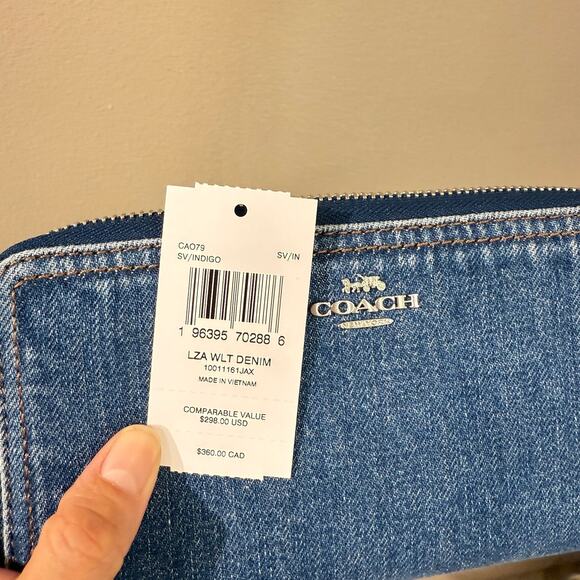 CAO79
SV/INDIGO SV/IN
1 96395 70288 6
LZA WLT DENIM
10011161JAX
MADE IN VIETNAM
COMPARABLE VALUE
$298.00 USD
$360.00 CAD
COACH
NEW YORK